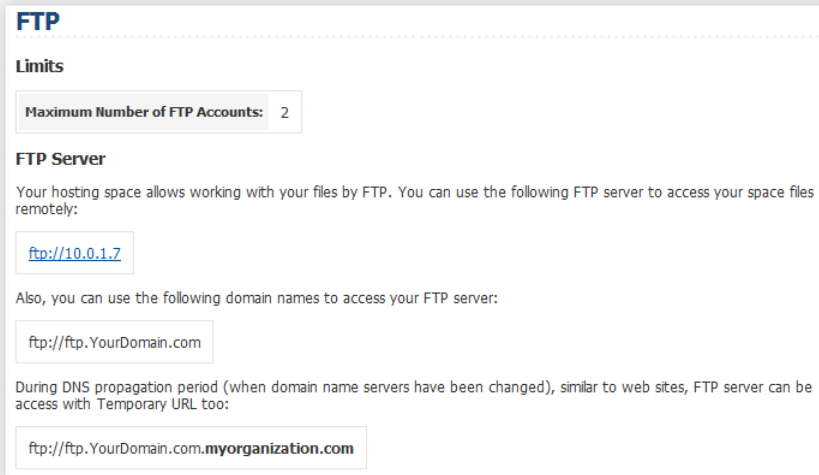 FTP
Limits
Maximum Number of FTP Accounts: 2
FTP Server
Your hosting space allows working with your files by FTP. You can use the following FTP server to access your space files
remotely:
ftp://10.0.1.7
Also, you can use the following domain names to access your FTP server:
ftp://ftp.YourDomain.com
During DNS propagation period (when domain name servers have been changed), similar to web sites, FTP server can be
access with Temporary URL too:
ftp://ftp.YourDomain.com.myorganization.com